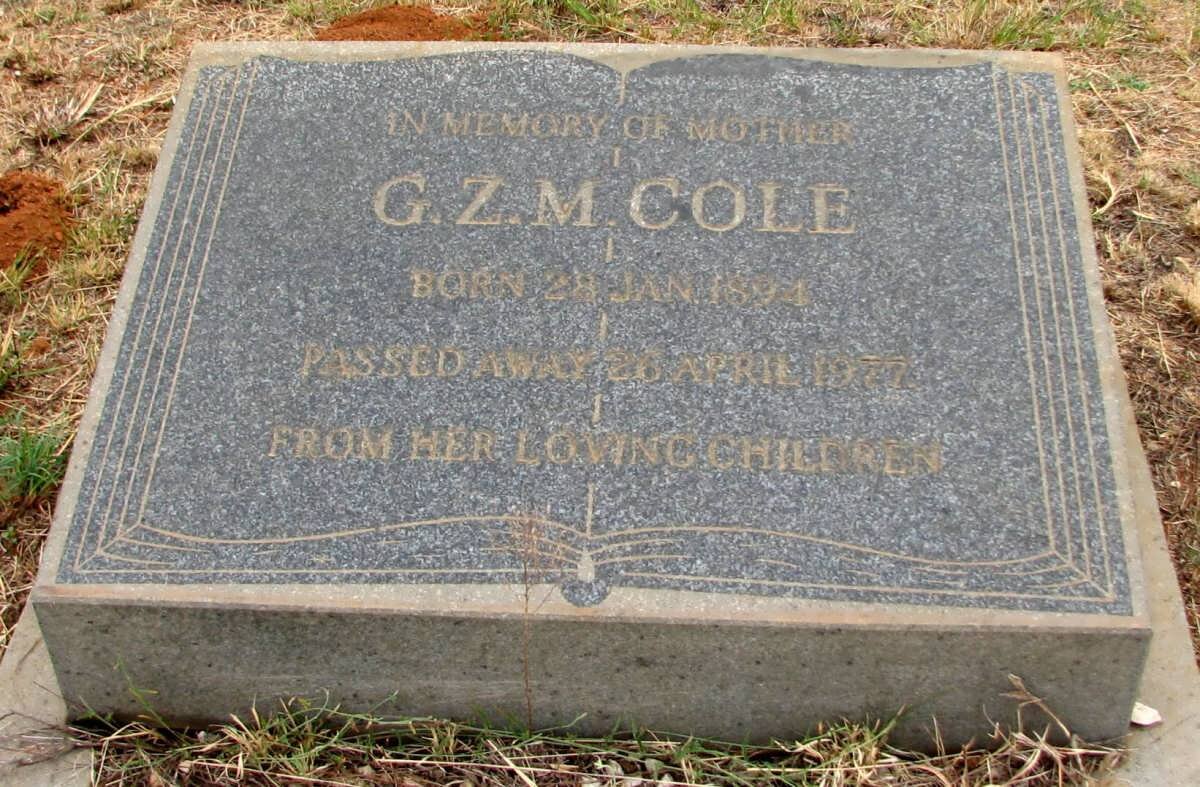 IN MEMORY OF MOTHER
G.Z.M. COLE
BORN 28 JAN. 1894
PASSED AWAY 26 APRIL 1977.
FROM HER LOVING CHILDREN